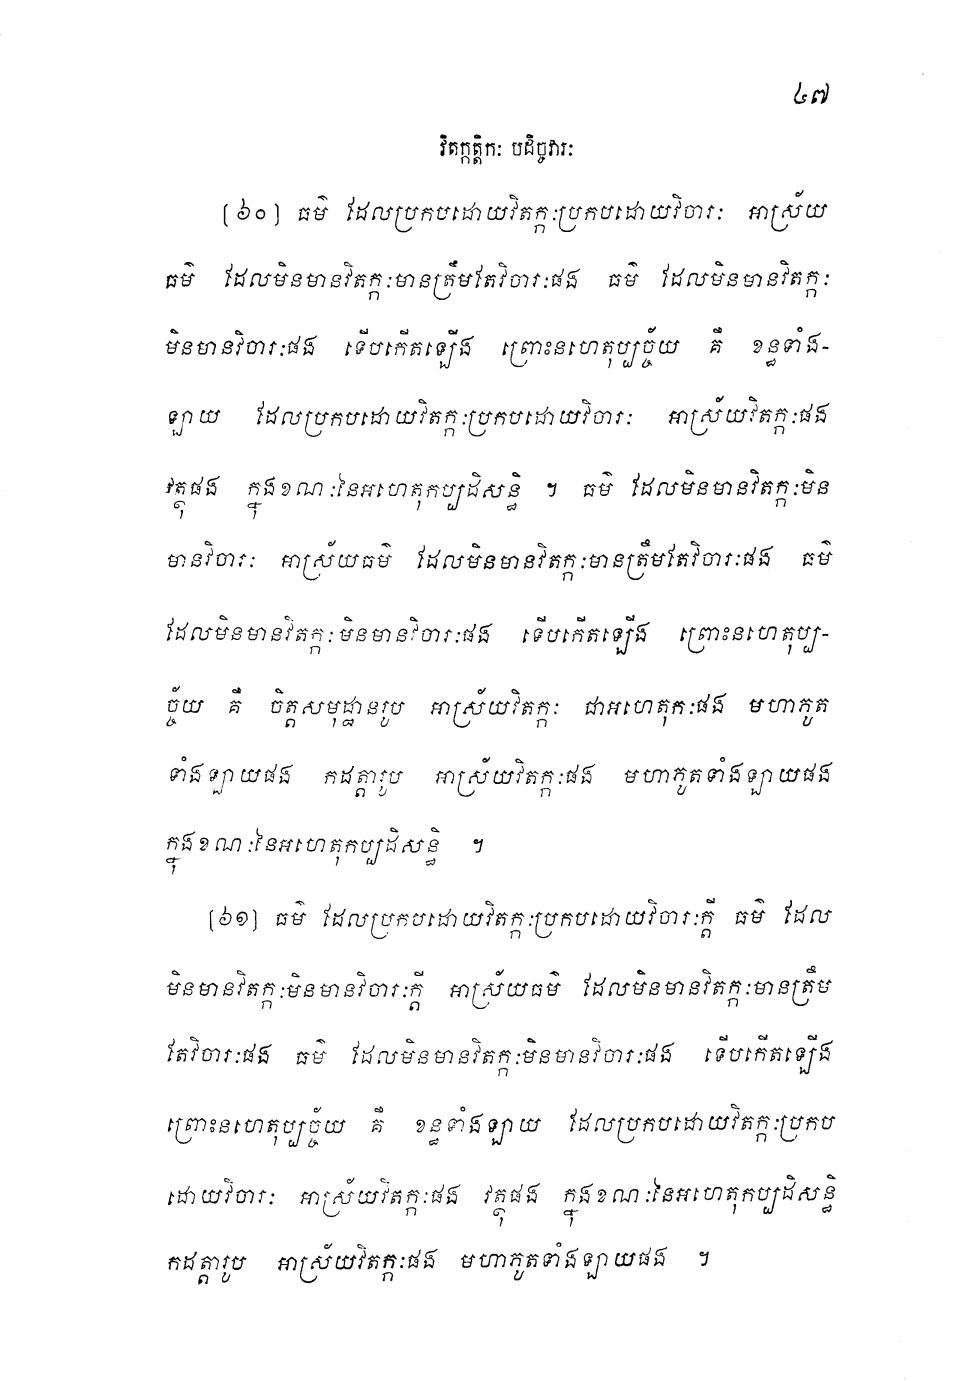 ៤៧
វិតក្កត្តិកៈ បដិច្ចវារៈ
[៦០] ធម៌ ដែលប្រកបដោយវិតក្កៈប្រកបដោយវិចារៈ អាស្រ័យ
ធម៌ ដែលមិនមានវិតក្កៈមានត្រឹមតែវិចារៈផង ធម៌ ដែលមិនមានវិតក្កៈ
មិនមានវិចារៈផង ទើបកើតឡើង ព្រោះនហេតុប្បច្ច័យ គឺ ខន្ធទាំង-
ឡាយ ដែលប្រកបដោយវិតក្កៈប្រកបដោយវិចារៈ អាស្រ័យវិតក្កៈផង
វត្ថុផង ក្នុងខណៈនៃអហេតុកប្បដិសន្ធិ ។ ធម៌ ដែលមិនមានវិតក្កៈមិន
មានវិចារៈ អាស្រ័យធម៌ ដែលមិនមានវិតក្កៈមានត្រឹមតែវិចារៈផង ធម៌
ដែលមិនមានវិតក្កៈមិនមានវិចារៈផង ទើបកើតឡើង ព្រោះនហេតុប្ប-
ច្ច័យ គឺ ចិត្តសមុដ្ឋានរូប អាស្រ័យវិតក្កៈ ជាអហេតុកៈផង មហាភូត
ទាំងឡាយផង កដត្តារូប អាស្រ័យវិតក្កៈផង មហាភូតទាំងឡាយផង
ក្នុងខណៈនៃអហេតុកប្បដិសន្ធិ ។
[៦១] ធម៌ ដែលប្រកបដោយវិតក្កៈប្រកបដោយវិចារៈក្តី ធម៌ ដែល
មិនមានវិតក្កៈមិនមានវិចារៈក្តី អាស្រ័យធម៌ ដែលមិនមានវិតក្កៈមានត្រឹម
តែវិចារៈផង ធម៌ ដែលមិនមានវិតក្កៈមិនមានវិចារៈផង ទើបកើតឡើង
ព្រោះនហេតុប្បច្ច័យ គឺ ខន្ធទាំងឡាយ ដែលប្រកបដោយវិតក្កៈប្រកប
ដោយវិចារៈ អាស្រ័យវិតក្កៈផង វត្ថុផង ក្នុងខណៈនៃអហេតុកប្បដិសន្ធិ
កដត្តារូប អាស្រ័យវិតក្កៈផង មហាភូតទាំងឡាយផង ។